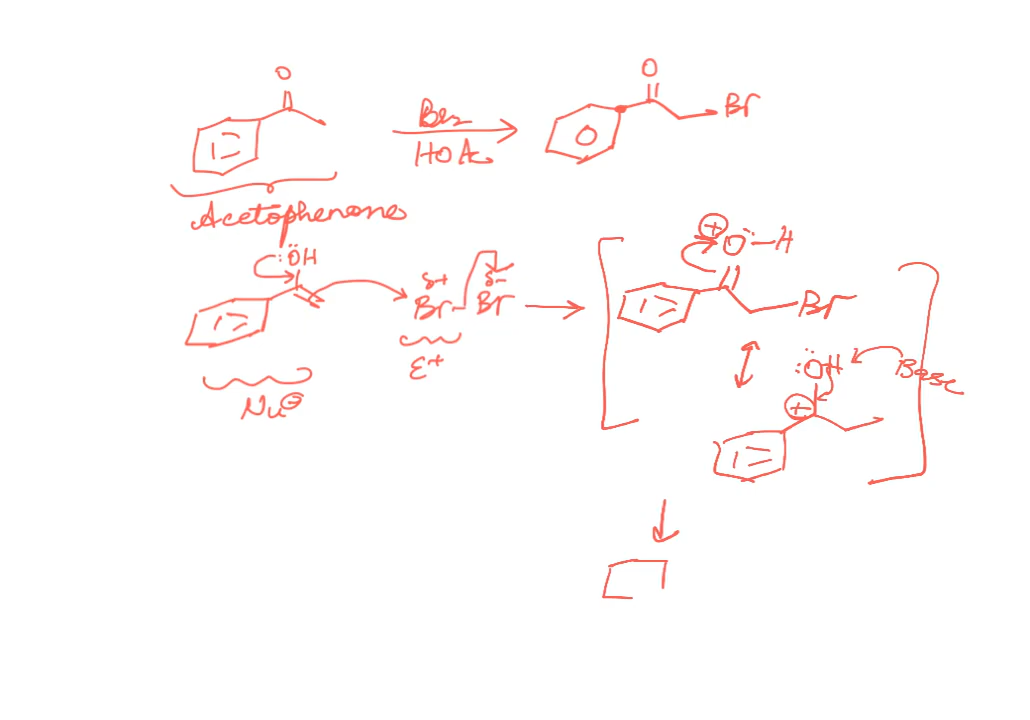 O
O
Br
Br₂
HOAc
Acetophenone
:ÖH
⊕
Ö–H
δ+ δ-
Br–Br
Br
E⁺
Nu⊖
:ÖH
Base
⊕